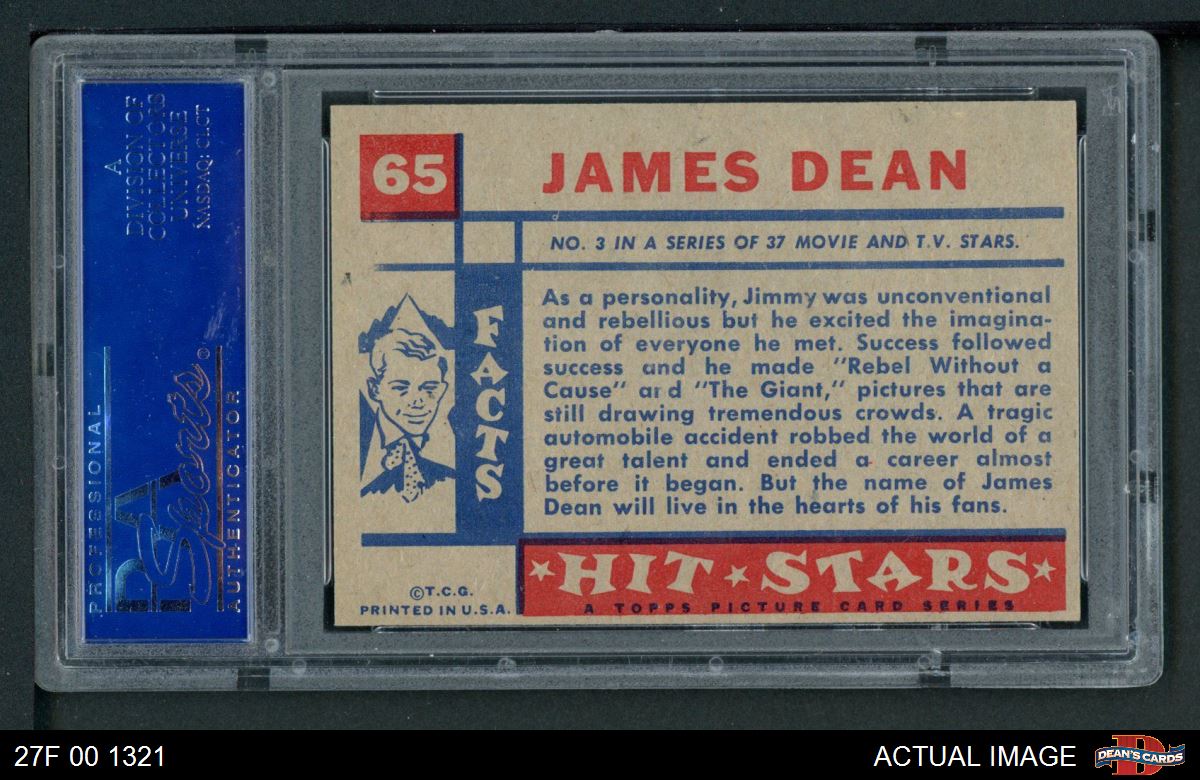 A
DIVISION OF
COLLECTORS
UNIVERSE
NASDAQ: CLCT
PROFESSIONAL
PSA
Sports®
AUTHENTICATOR
65
JAMES DEAN
NO. 3 IN A SERIES OF 37 MOVIE AND T.V. STARS.
FACTS
As a personality, Jimmy was unconventional
and rebellious but he excited the imagina-
tion of everyone he met. Success followed
success and he made "Rebel Without a
Cause" ar d "The Giant," pictures that are
still drawing tremendous crowds. A tragic
automobile accident robbed the world of a
great talent and ended a career almost
before it began. But the name of James
Dean will live in the hearts of his fans.
HIT STARS
A TOPPS PICTURE CARD SERIES
©T.C.G.
PRINTED IN U.S.A.
27F 00 1321
ACTUAL IMAGE
D
DEAN'S CARDS